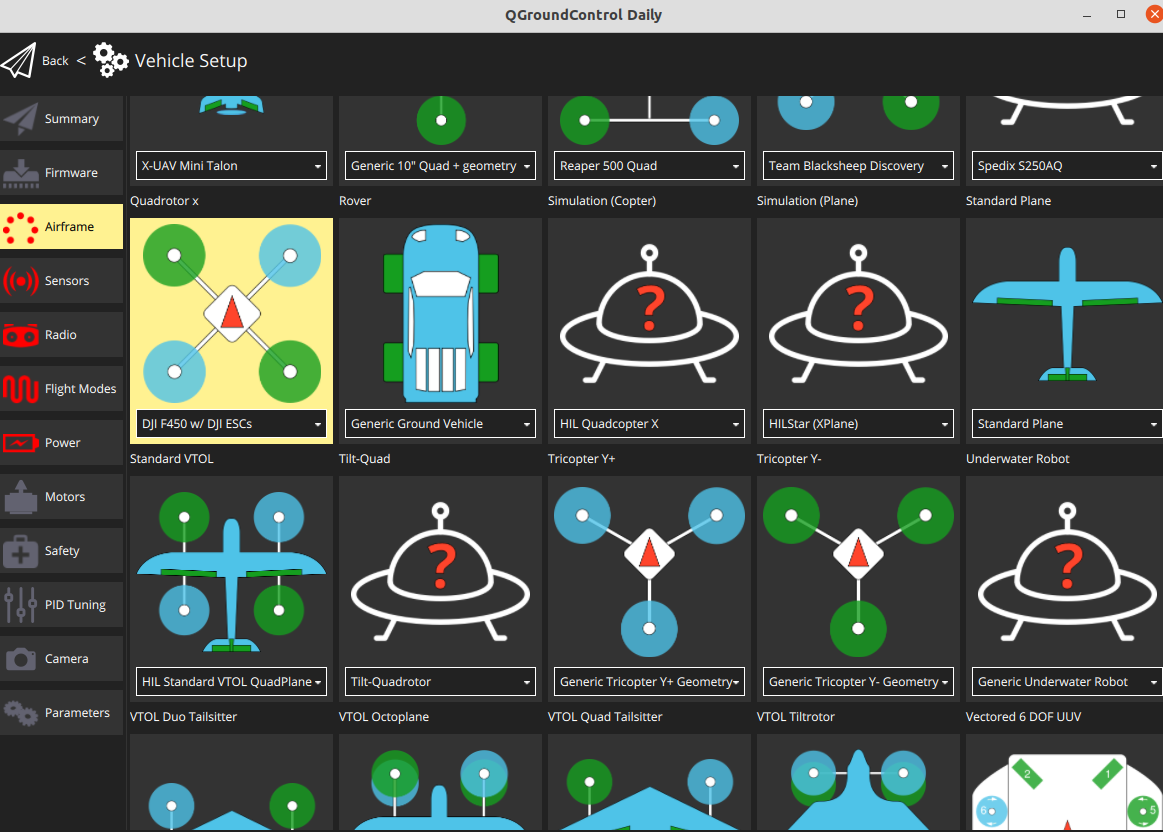 QGroundControl Daily
Back < Vehicle Setup
Summary
Firmware
Airframe
Sensors
Radio
Flight Modes
Power
Motors
Safety
PID Tuning
Camera
Parameters
X-UAV Mini Talon
Generic 10" Quad + geometry
Reaper 500 Quad
Team Blacksheep Discovery
Spedix S250AQ
Quadrotor x
Rover
Simulation (Copter)
Simulation (Plane)
Standard Plane
?
?
DJI F450 w/ DJI ESCs
Generic Ground Vehicle
HIL Quadcopter X
HILStar (XPlane)
Standard Plane
Standard VTOL
Tilt-Quad
Tricopter Y+
Tricopter Y-
Underwater Robot
?
?
HIL Standard VTOL QuadPlane
Tilt-Quadrotor
Generic Tricopter Y+ Geometry
Generic Tricopter Y- Geometry
Generic Underwater Robot
VTOL Duo Tailsitter
VTOL Octoplane
VTOL Quad Tailsitter
VTOL Tiltrotor
Vectored 6 DOF UUV
2
1
6
5